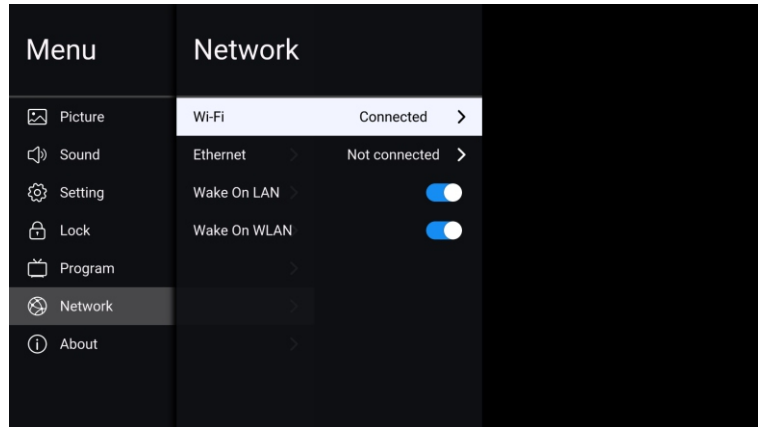 Menu
Picture
Sound
Setting
Lock
Program
Network
About
Network
Wi-Fi Connected
Ethernet Not connected
Wake On LAN
Wake On WLAN